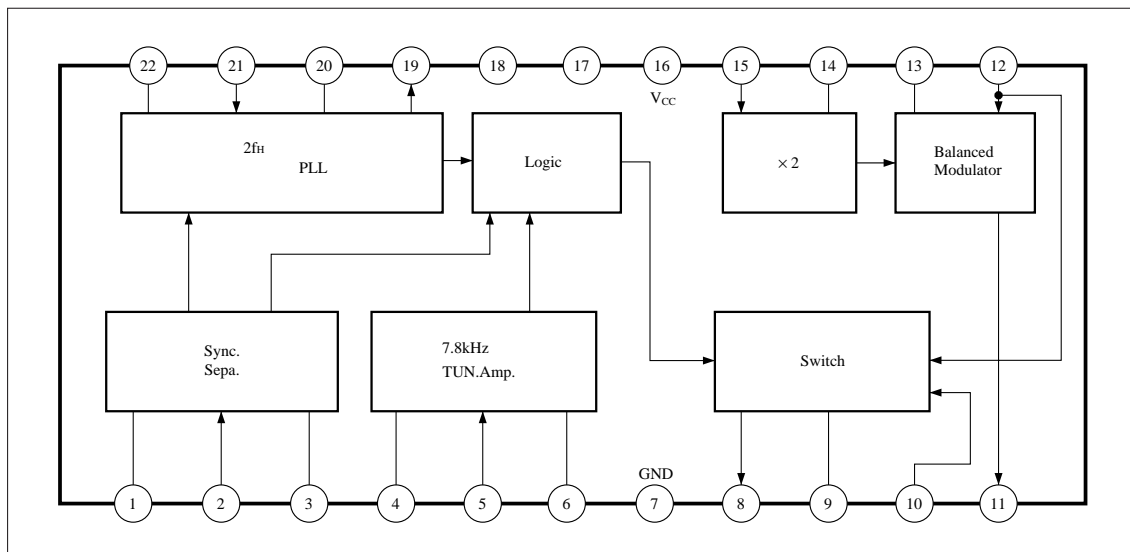 22 21 20 19 18 17 16 15 14 13 12
VCC
2fH
PLL
Logic
× 2
Balanced
Modulator
Sync.
Sepa.
7.8kHz
TUN.Amp.
Switch
GND
1 2 3 4 5 6 7 8 9 10 11